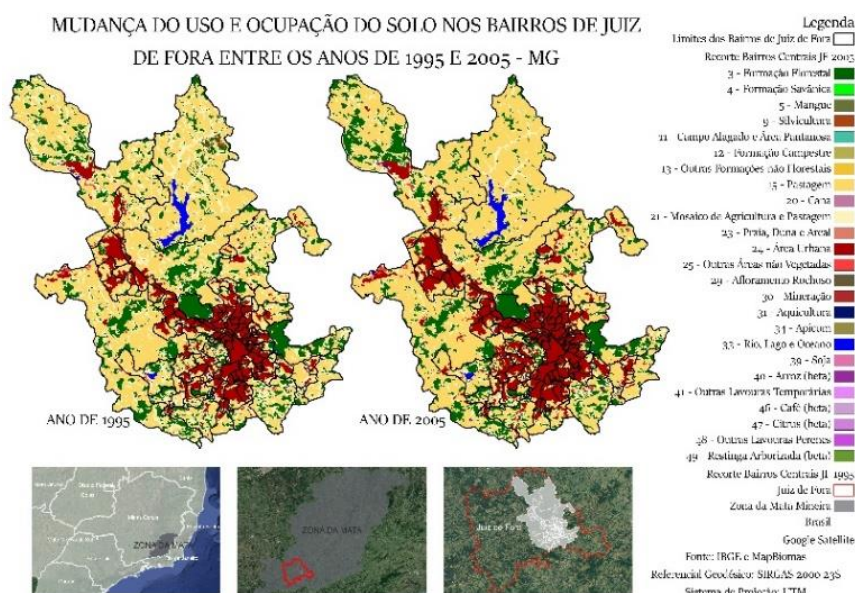 MUDANÇA DO USO E OCUPAÇÃO DO SOLO NOS BAIRROS DE JUIZ
DE FORA ENTRE OS ANOS DE 1995 E 2005 - MG
ANO DE 1995
ANO DE 2005
Legenda
Limites dos Bairros de Juiz de Fora
Recorte Bairros Centrais JF 2005
3 - Formação Florestal
4 - Formação Savânica
5 - Mangue
9 - Silvicultura
11 - Campo Alagado e Área Pantanosa
12 - Formação Campestre
13 - Outras Formações não Florestais
15 - Pastagem
20 - Cana
21 - Mosaico de Agricultura e Pastagem
23 - Praia, Duna e Areal
24 - Área Urbana
25 - Outras Áreas não Vegetadas
29 - Afloramento Rochoso
30 - Mineração
31 - Aquicultura
32 - Apicum
33 - Rio, Lago e Oceano
39 - Soja
40 - Arroz (beta)
41 - Outras Lavouras Temporárias
46 - Café (beta)
47 - Citrus (beta)
48 - Outras Lavouras Perenes
49 - Restinga Arborizada (beta)
Recorte Bairros Centrais JF 1995
Juiz de Fora
Zona da Mata Mineira
Brasil
Google Satellite
Fonte: IBGE e MapBiomas
Referencial Geodésico: SIRGAS 2000 23S
Sistema de Projeção: UTM
ZONA DA MATA
ZONA DA MATA
Juiz de Fora